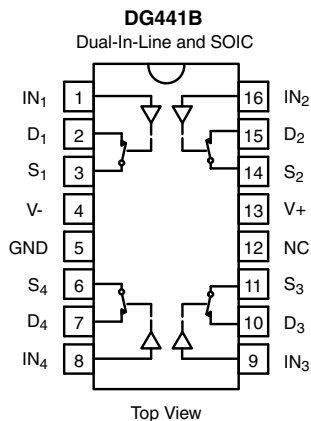 DG441B
Dual-In-Line and SOIC
IN1 1 16 IN2
D1 2 15 D2
S1 3 14 S2
V- 4 13 V+
GND 5 12 NC
S4 6 11 S3
D4 7 10 D3
IN4 8 9 IN3
Top View